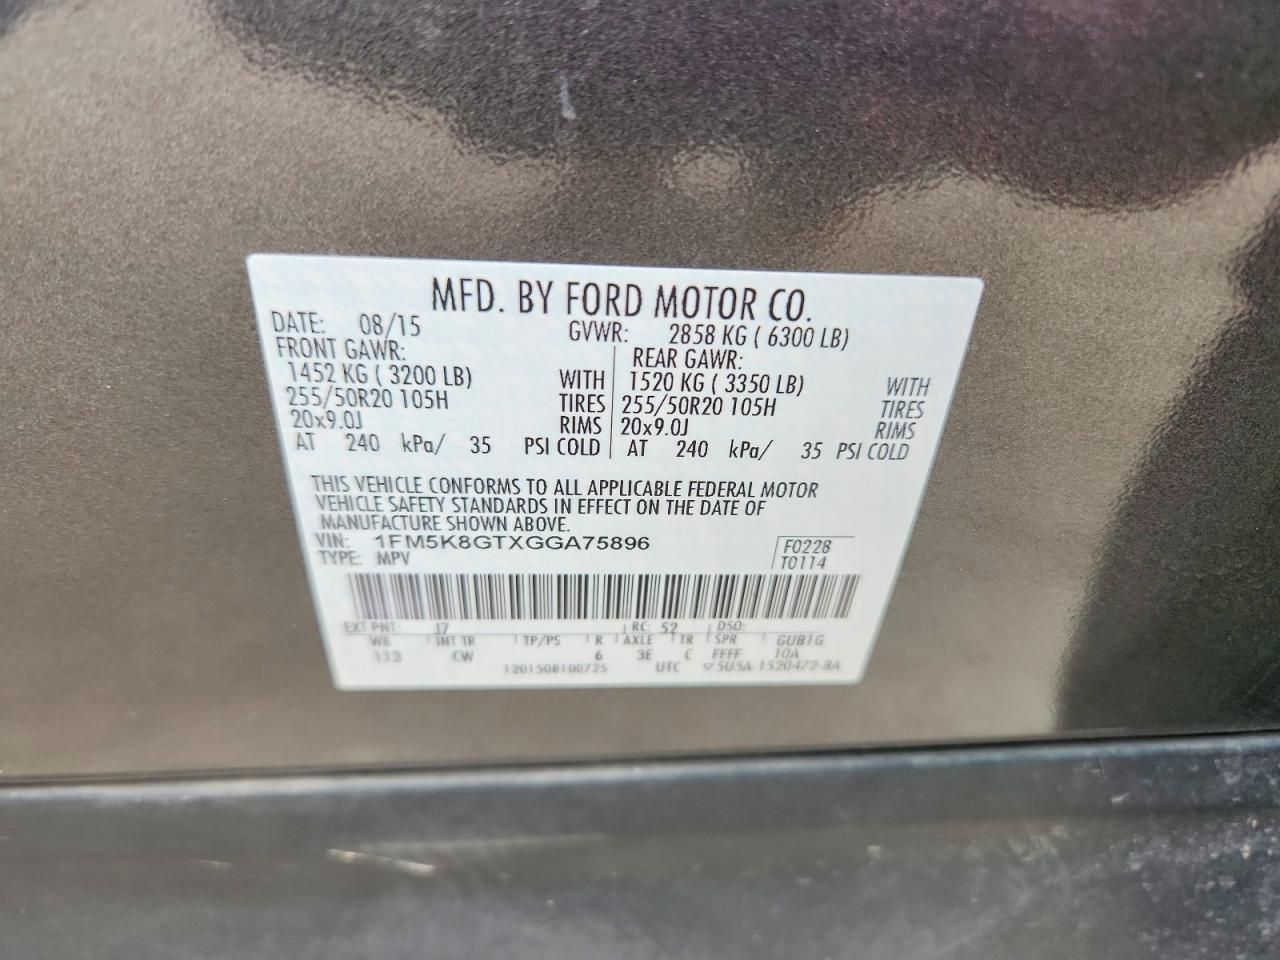 MFD. BY FORD MOTOR CO.
DATE: 08/15 GVWR: 2858 KG ( 6300 LB)
FRONT GAWR: REAR GAWR:
1452 KG ( 3200 LB) WITH 1520 KG ( 3350 LB) WITH
255/50R20 105H TIRES 255/50R20 105H TIRES
20x9.0J RIMS 20x9.0J RIMS
AT 240 kPa/ 35 PSI COLD AT 240 kPa/ 35 PSI COLD
THIS VEHICLE CONFORMS TO ALL APPLICABLE FEDERAL MOTOR
VEHICLE SAFETY STANDARDS IN EFFECT ON THE DATE OF
MANUFACTURE SHOWN ABOVE.
VIN: 1FM5K8GTXGGA75896 F0228
TYPE: MPV T0114
EXT PNT: J7 RC: 52 DSO:
WB INT TR TP/PS R AXLE TR SPR GUB1G
113 CW 6 3E C FFFF 10A
1201508100725 UTC ▽5U5A-1520472-BA